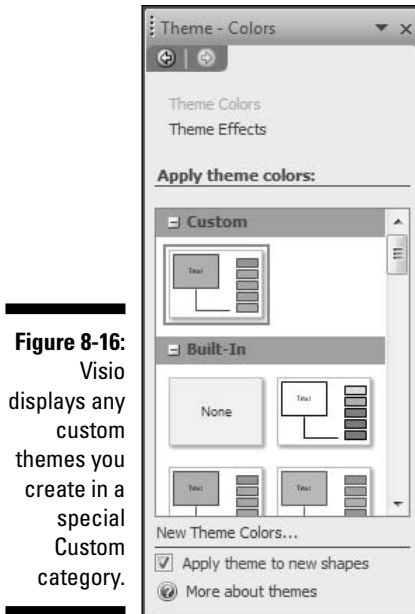 Theme - Colors
Theme Colors
Theme Effects
Apply theme colors:
Custom
Text
Built-In
None
Text
Text
Text
New Theme Colors...
Apply theme to new shapes
More about themes
Figure 8-16:
Visio
displays any
custom
themes you
create in a
special
Custom
category.